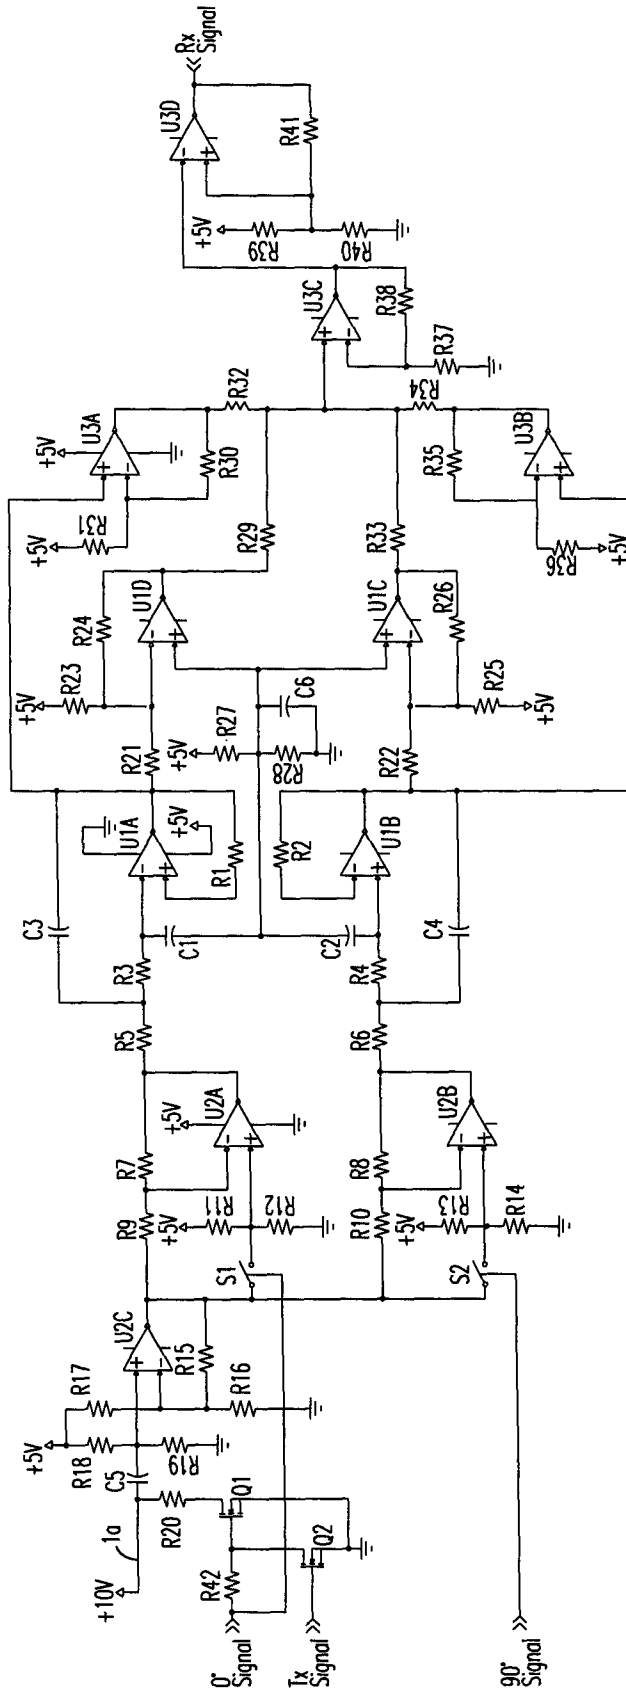 +10V
1a
0°
Signal
Tx
Signal
90°
Signal
R42
R20
Q1
Q2
C5
+5V
R18
R17
R19
R16
R15
U2C
S1
S2
R9
R7
+5V
R11
R12
+5V
U2A
R10
R8
+5V
R13
R14
U2B
R5
R3
C3
C1
R6
R4
C4
C2
U1A
+5V
R1
R2
U1B
R21
R22
+5V
R27
R28
C6
+5V
R23
R24
U1D
U1C
R26
R25
+5V
+5V
R31
R30
+5V
U3A
R32
R29
R33
R34
R35
R36
+5V
U3B
U3C
R38
R37
+5V
R39
R40
R41
U3D
Rx
Signal